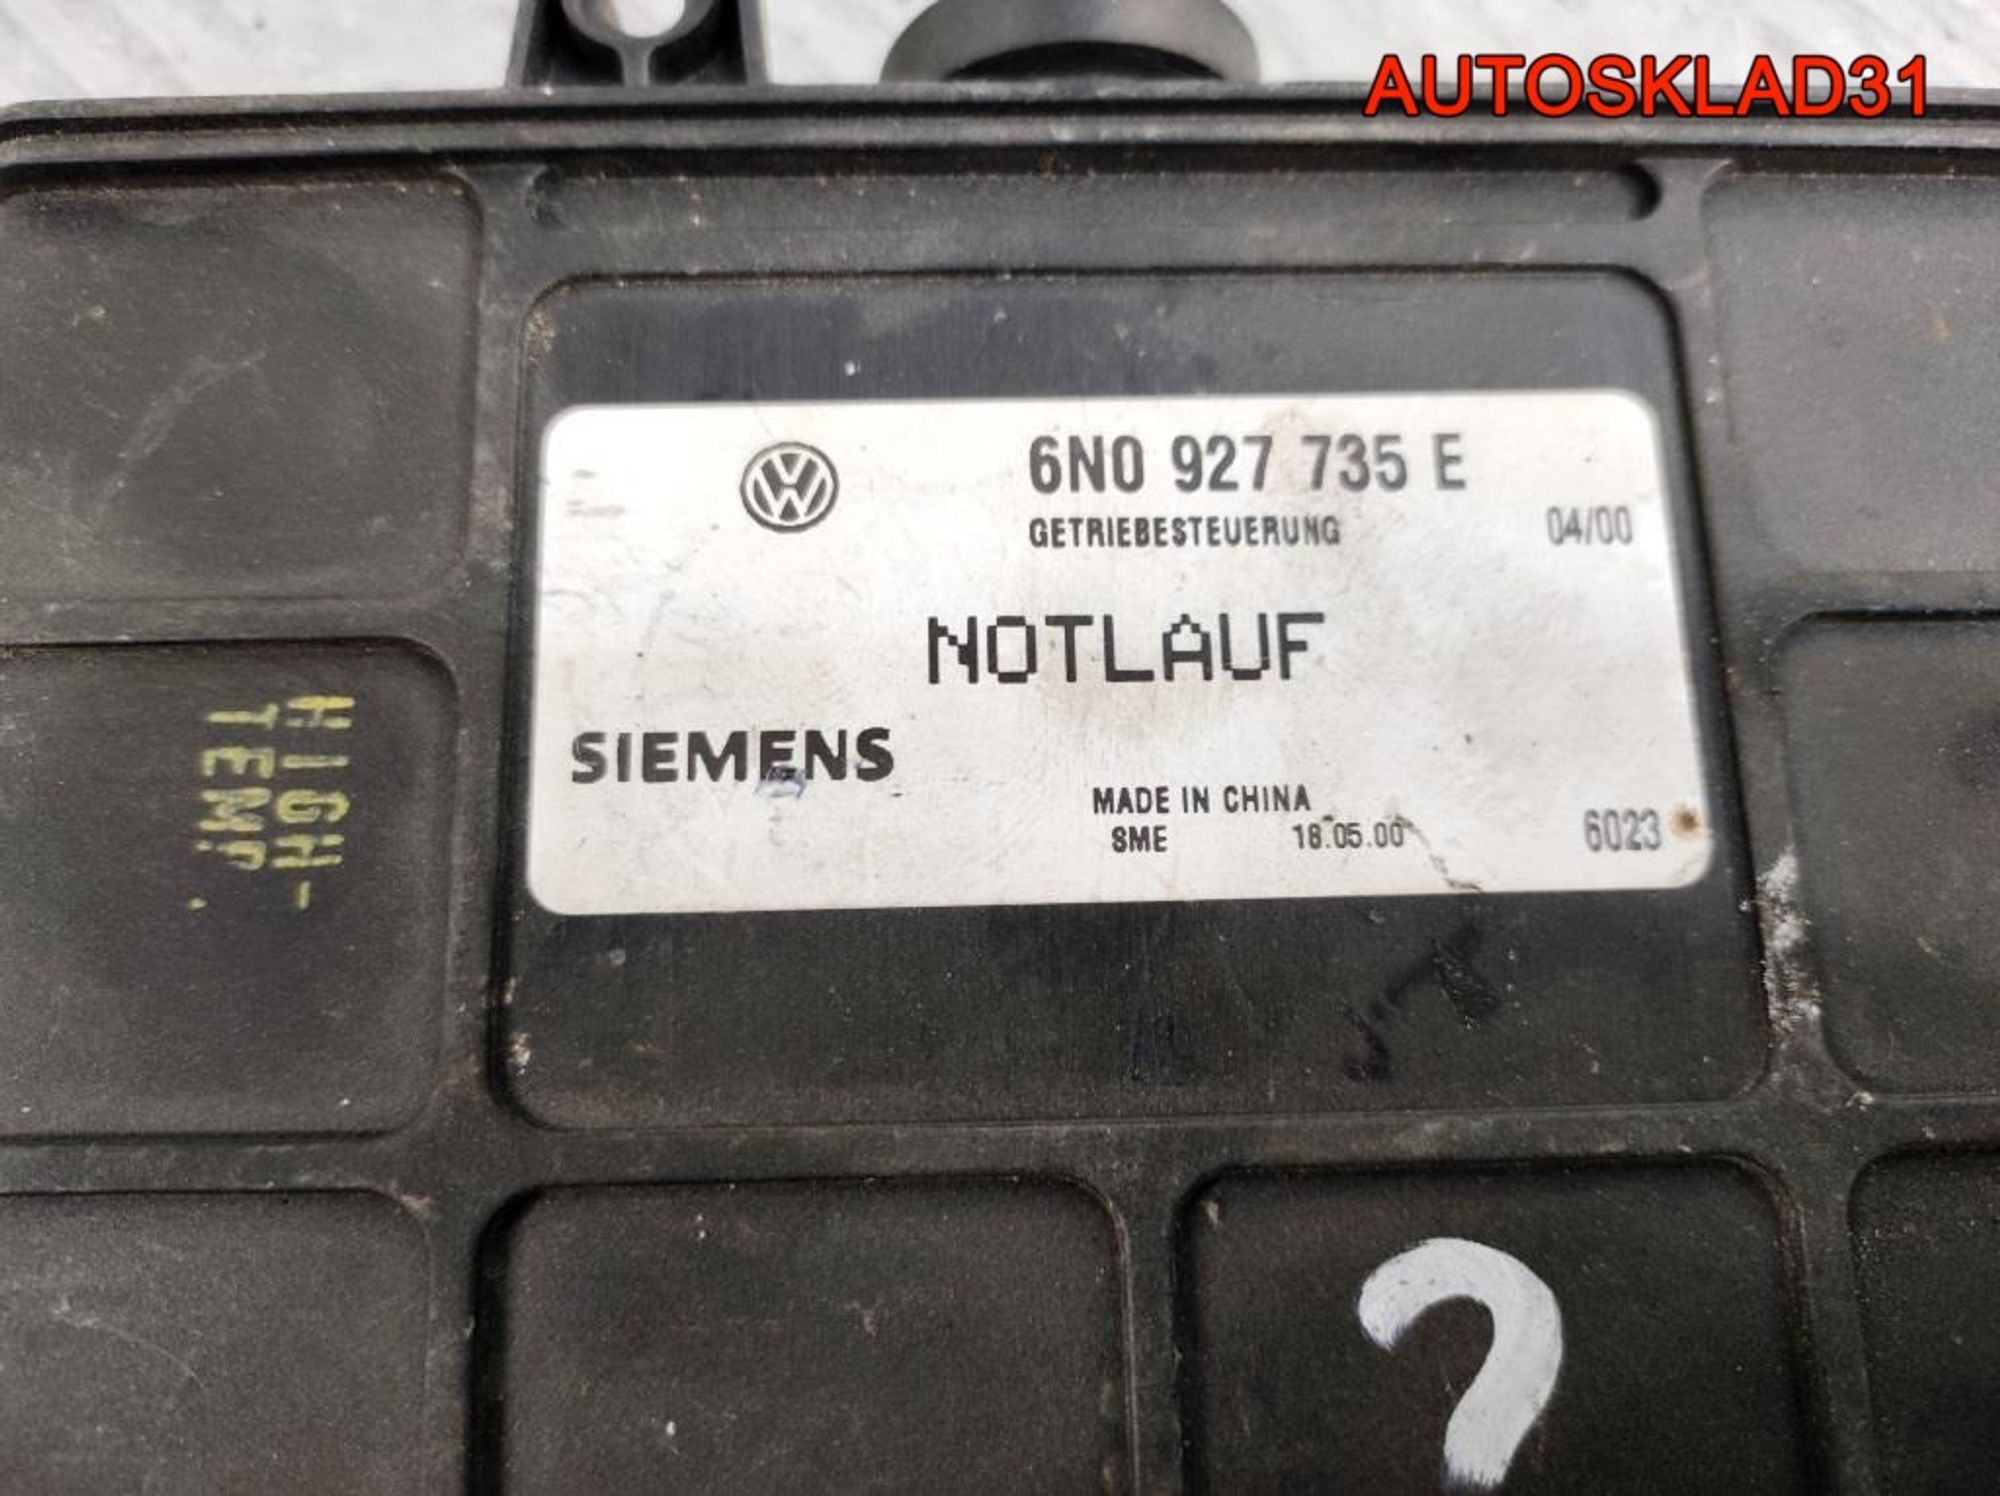 AUTOSKLAD31
6N0 927 735 E
GETRIEBESTEUERUNG 04/00
NOTLAUF
SIEMENS
MADE IN CHINA
SME 18.05.00 6023
HIGH-
TEMP.
?